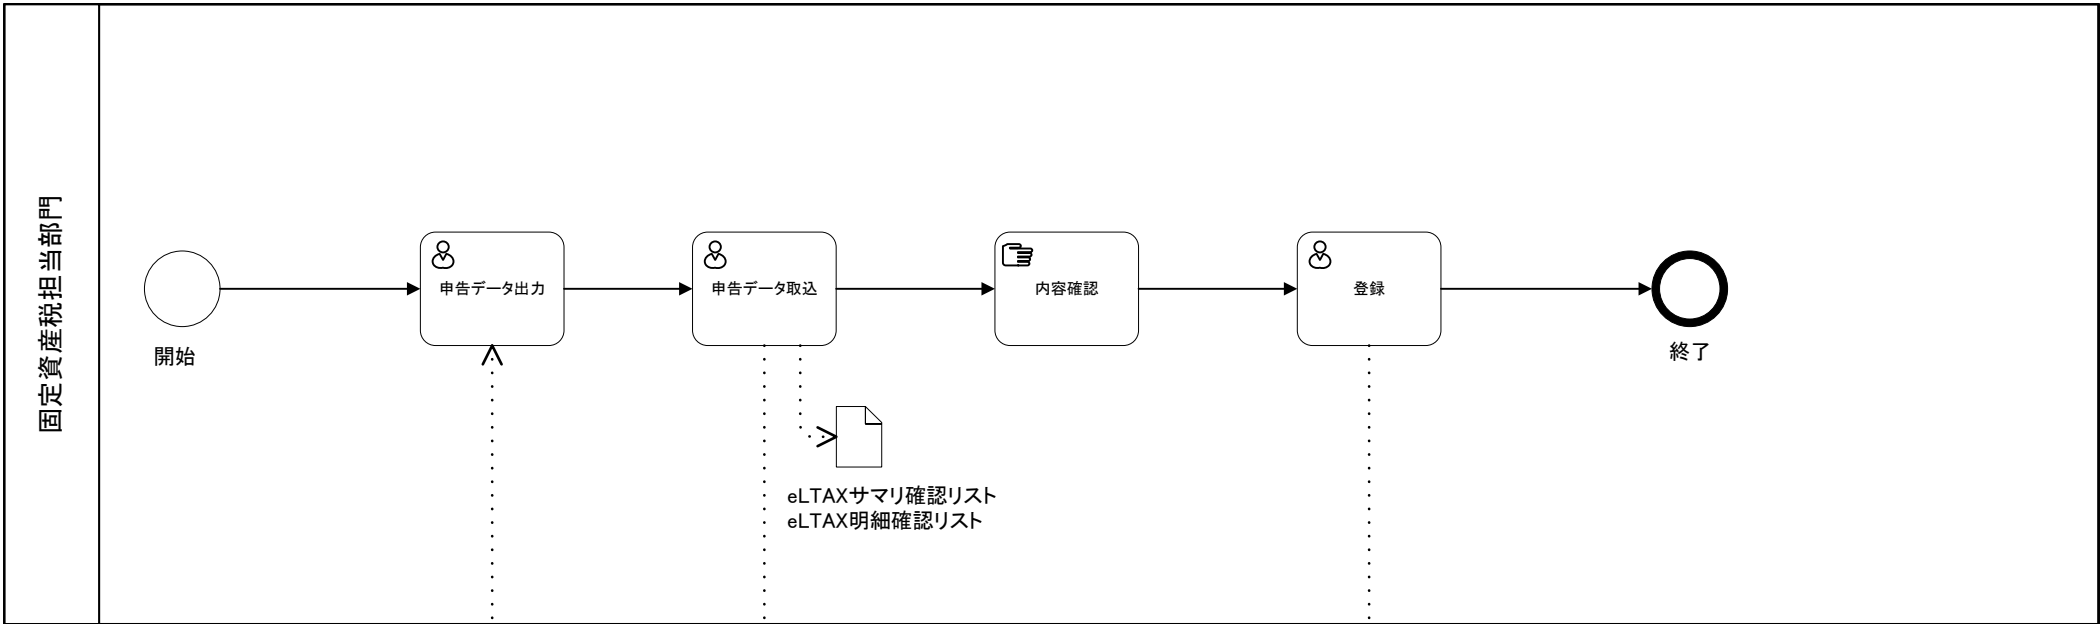 固定資産税担当部門
開始
申告データ出力
申告データ取込
内容確認
登録
終了
eLTAXサマリ確認リスト
eLTAX明細確認リスト